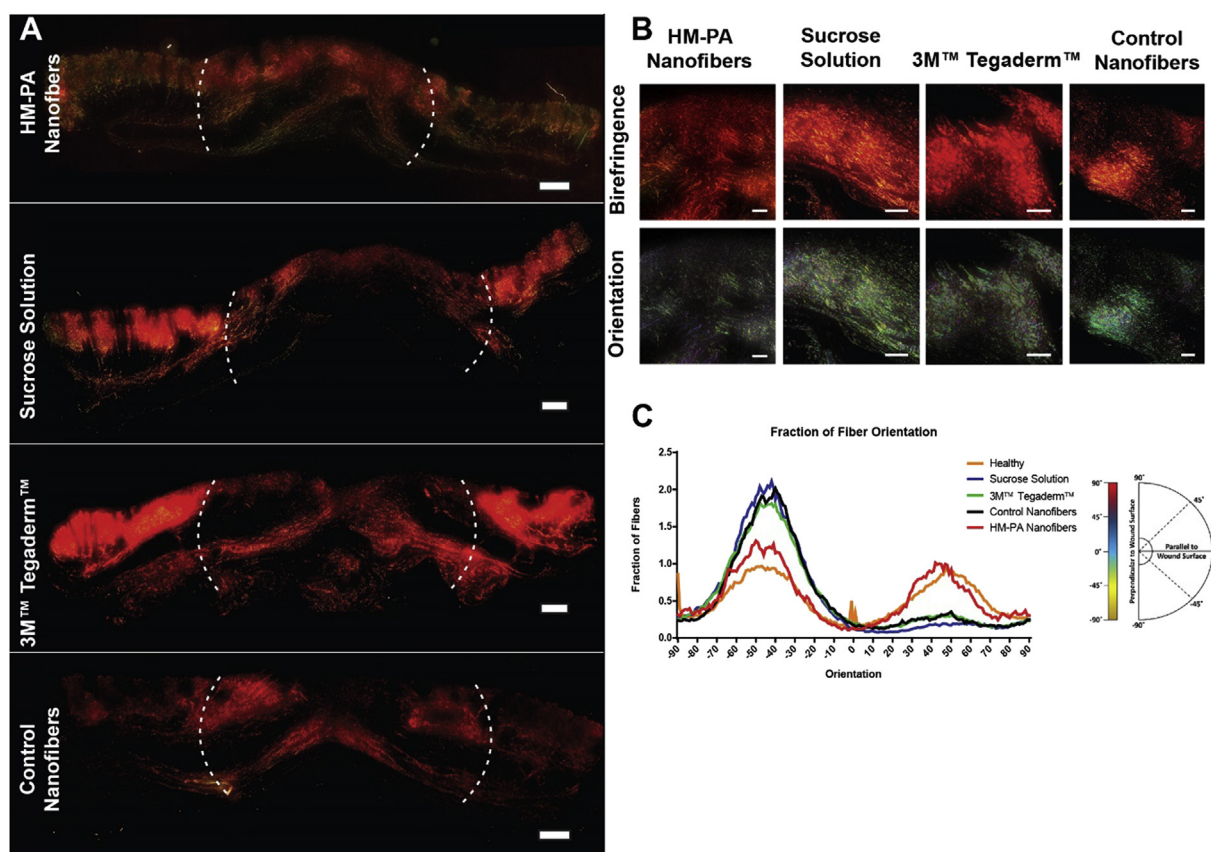 A
HM-PA
Nanofibers
Sucrose Solution
3M™ Tegaderm™
Control
Nanofibers
B
HM-PA
Nanofibers
Sucrose
Solution
3M™ Tegaderm™
Control
Nanofibers
Birefringence
Orientation
C
Fraction of Fiber Orientation
Fraction of Fibers
2.5
2.0
1.5
1.0
0.5
0.0
-90 -80 -70 -60 -50 -40 -30 -20 -10 0 10 20 30 40 50 60 70 80 90
Orientation
Healthy
Sucrose Solution
3M™ Tegaderm™
Control Nanofibers
HM-PA Nanofibers
90°
45°
0°
-45°
-90°
90°
45°
Perpendicular to Wound Surface
Parallel to
Wound Surface
-45°
-90°